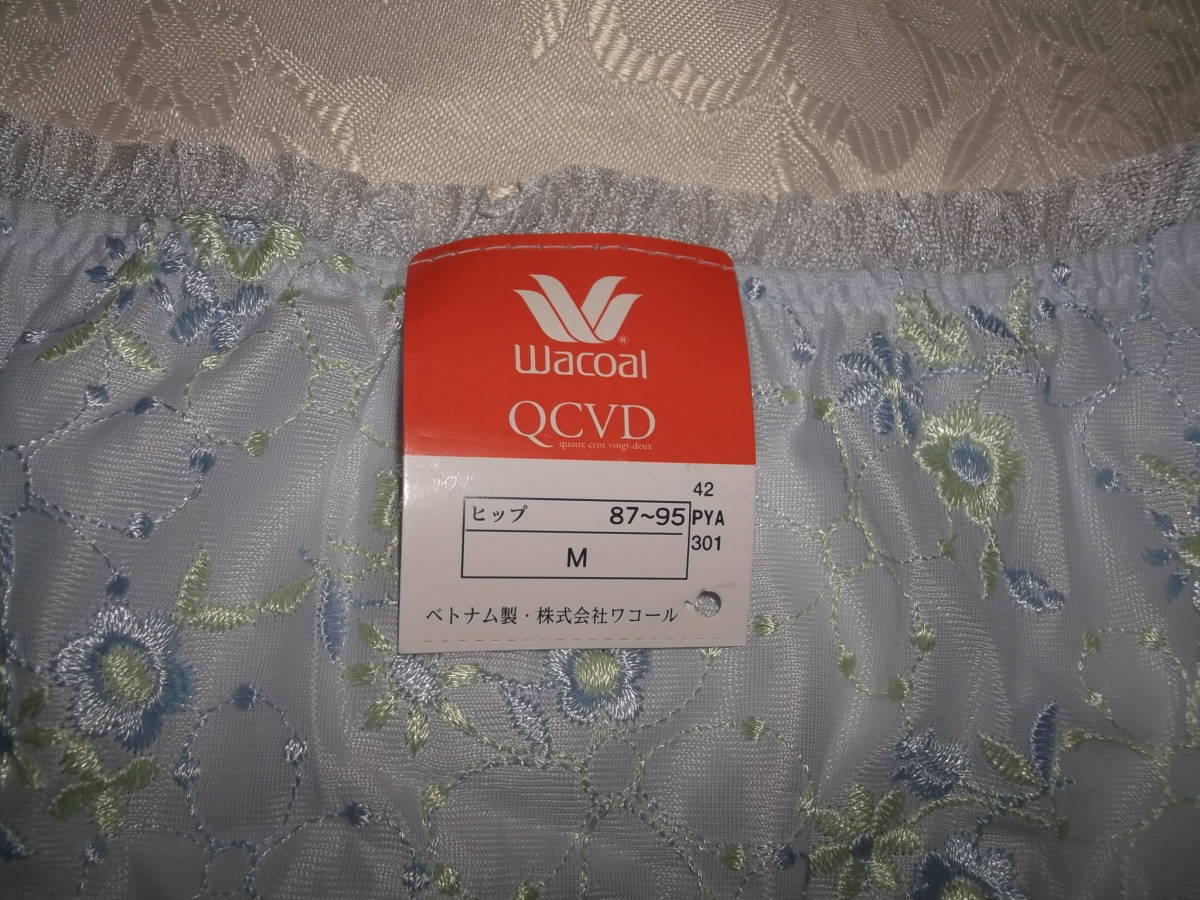 Wacoal®
QCVD
quatre cent vingt-deux
42
ヒップ 87~95 PYA
M 301
ベトナム製・株式会社ワコール